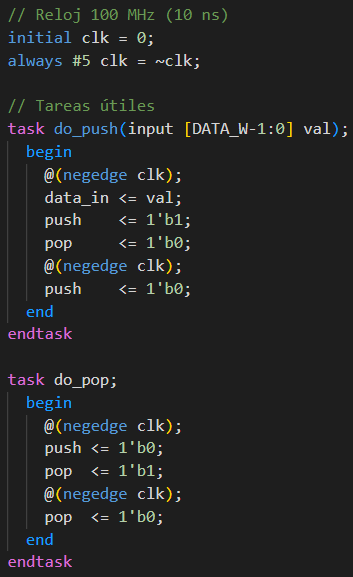 // Reloj 100 MHz (10 ns)
initial clk = 0;
always #5 clk = ~clk;

// Tareas útiles
task do_push(input [DATA_W-1:0] val);
  begin
    @(negedge clk);
    data_in <= val;
    push    <= 1'b1;
    pop     <= 1'b0;
    @(negedge clk);
    push    <= 1'b0;
  end
endtask

task do_pop;
  begin
    @(negedge clk);
    push <= 1'b0;
    pop  <= 1'b1;
    @(negedge clk);
    pop  <= 1'b0;
  end
endtask